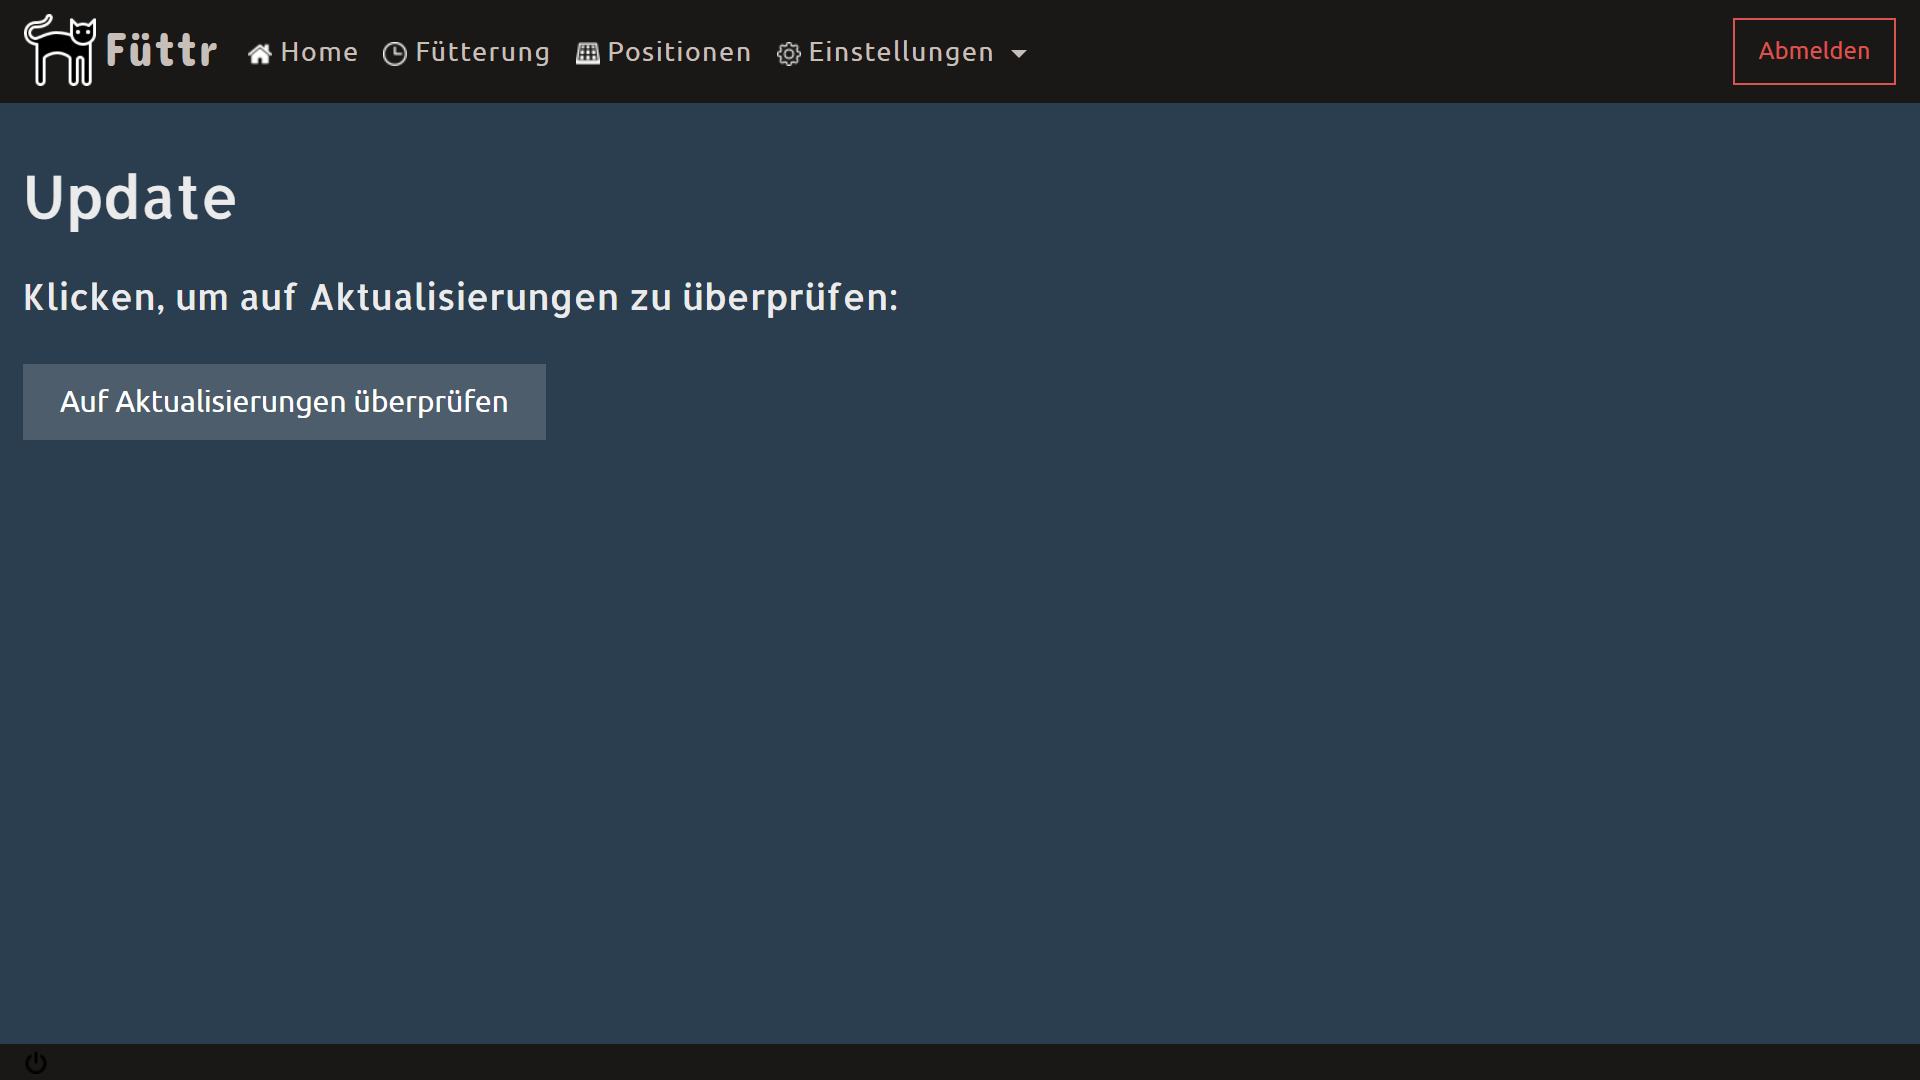 Füttr Home Fütterung Positionen Einstellungen Abmelden
Update
Klicken, um auf Aktualisierungen zu überprüfen:
Auf Aktualisierungen überprüfen